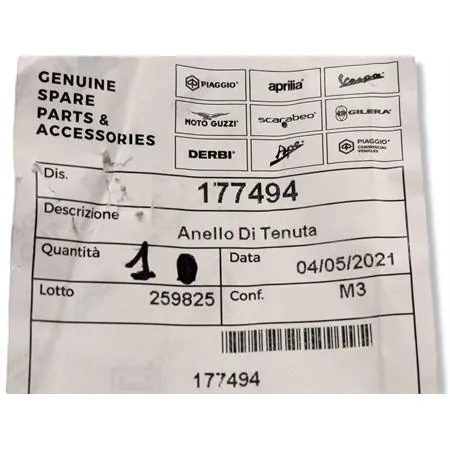 GENUINE
SPARE
PARTS &
ACCESSORIES
PIAGGIO® aprilia Vespa
MOTO GUZZI® scarabeo® GILERA®
DERBI® Ape PIAGGIO® COMMERCIAL VEHICLES
Dis. 177494
Descrizione Anello Di Tenuta
Quantità 1 Data 04/05/2021
Lotto 259825 Conf. M3
177494